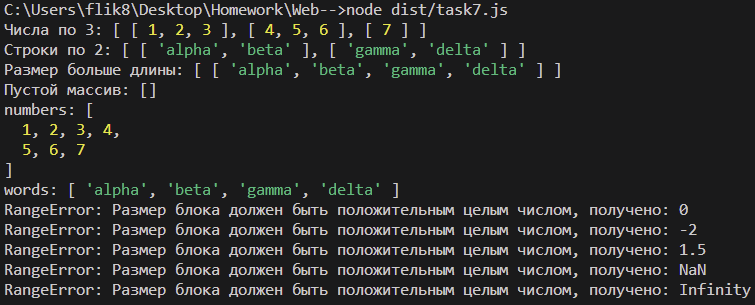 C:\Users\flik8\Desktop\Homework\Web-->node dist/task7.js
Числа по 3: [ [ 1, 2, 3 ], [ 4, 5, 6 ], [ 7 ] ]
Строки по 2: [ [ 'alpha', 'beta' ], [ 'gamma', 'delta' ] ]
Размер больше длины: [ [ 'alpha', 'beta', 'gamma', 'delta' ] ]
Пустой массив: []
numbers: [
  1, 2, 3, 4,
  5, 6, 7
]
words: [ 'alpha', 'beta', 'gamma', 'delta' ]
RangeError: Размер блока должен быть положительным целым числом, получено: 0
RangeError: Размер блока должен быть положительным целым числом, получено: -2
RangeError: Размер блока должен быть положительным целым числом, получено: 1.5
RangeError: Размер блока должен быть положительным целым числом, получено: NaN
RangeError: Размер блока должен быть положительным целым числом, получено: Infinity